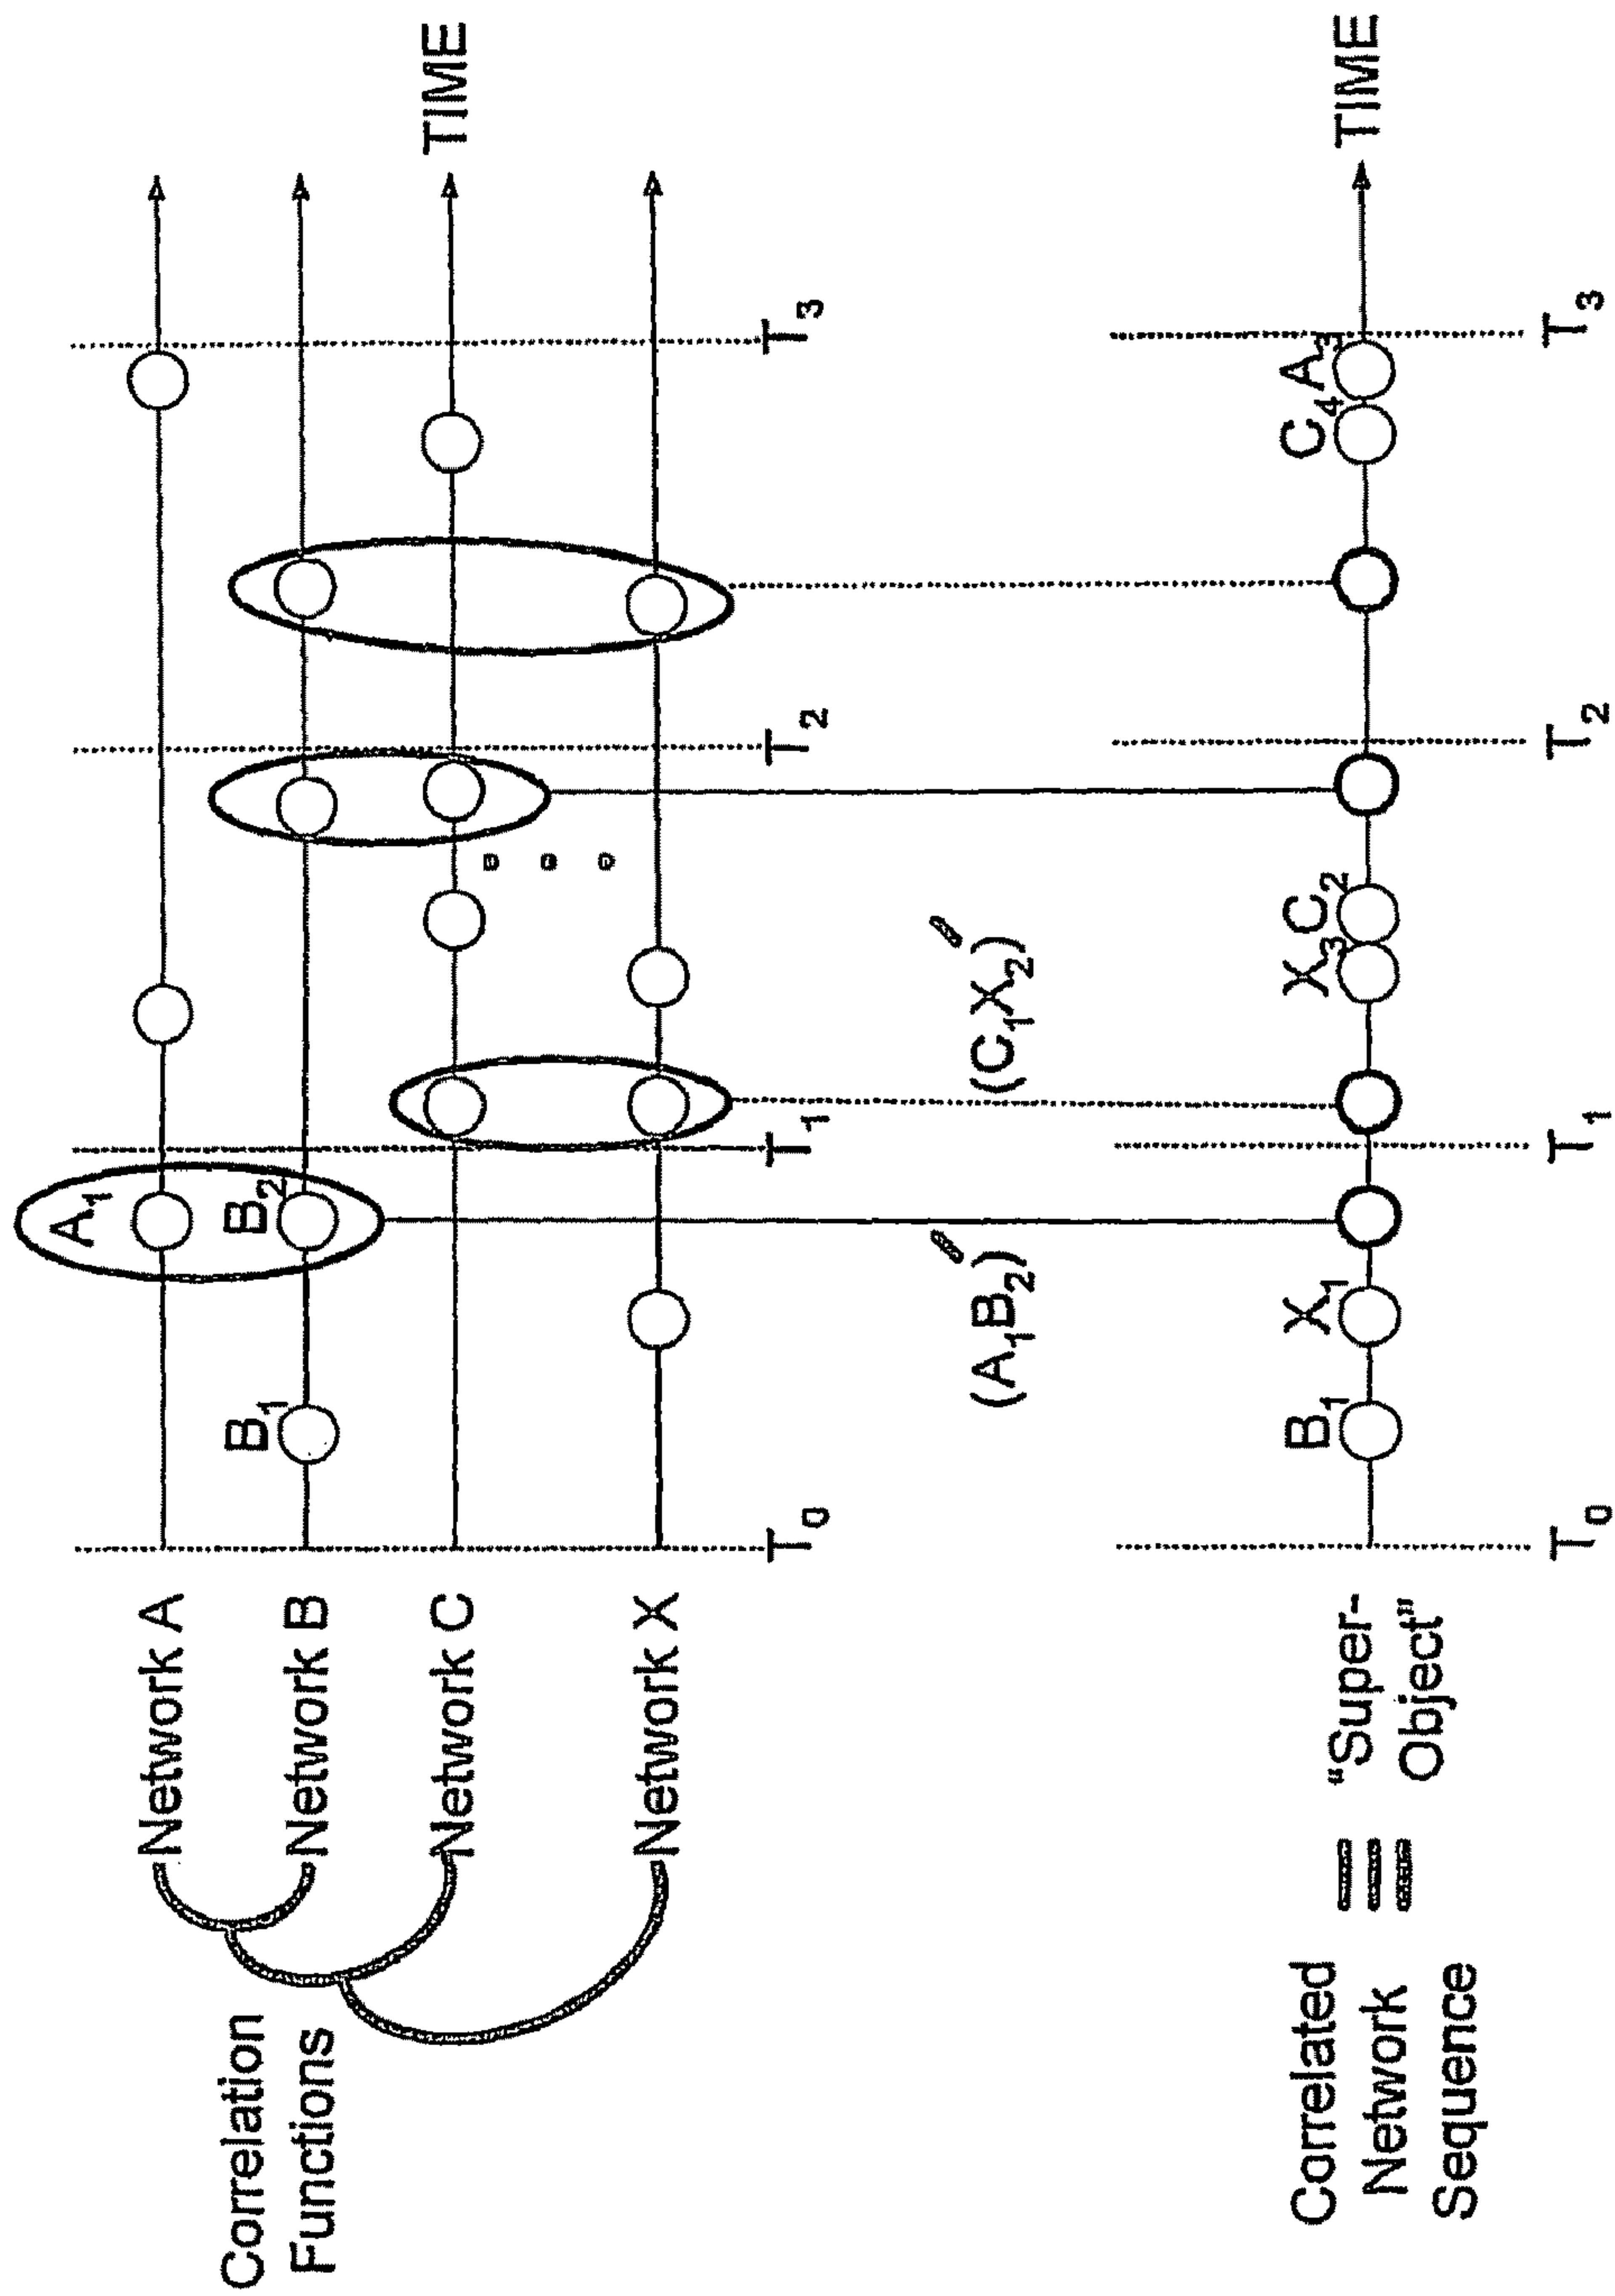 Correlation
Functions
Network A
Network B
Network C
Network X
A1
B1
B2
TIME
T0
T1
T2
T3
(A1B2)′
(C1X2)′
Correlated
Network
Sequence
“Super-
Object”
B1
X1
X3
C2
C4
A3
TIME
T0
T1
T2
T3